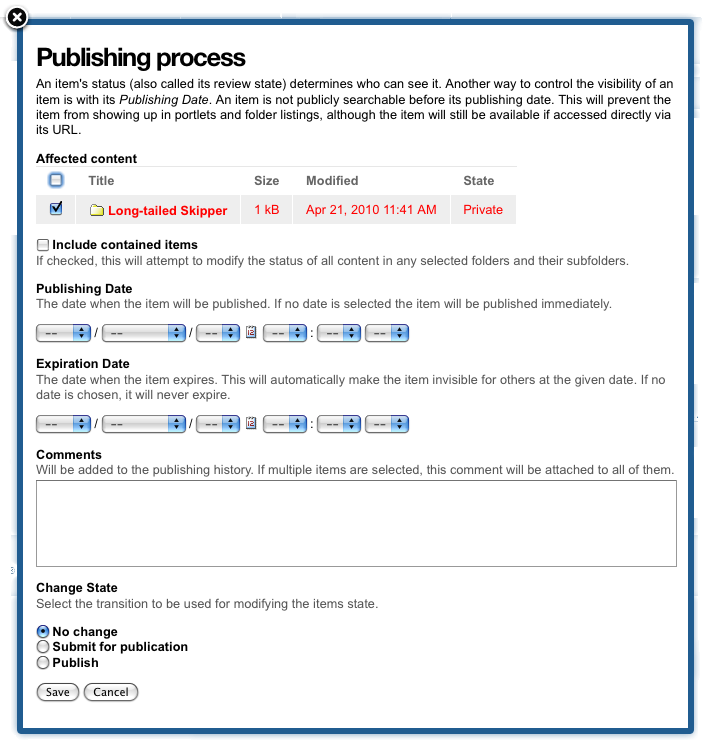 Publishing process
An item's status (also called its review state) determines who can see it. Another way to control the visibility of an
item is with its Publishing Date. An item is not publicly searchable before its publishing date. This will prevent the
item from showing up in portlets and folder listings, although the item will still be available if accessed directly via
its URL.
Affected content
Title Size Modified State
Long-tailed Skipper 1 kB Apr 21, 2010 11:41 AM Private
Include contained items
If checked, this will attempt to modify the status of all content in any selected folders and their subfolders.
Publishing Date
The date when the item will be published. If no date is selected the item will be published immediately.
-- / -- / -- 12 -- : -- --
Expiration Date
The date when the item expires. This will automatically make the item invisible for others at the given date. If no
date is chosen, it will never expire.
-- / -- / -- 12 -- : -- --
Comments
Will be added to the publishing history. If multiple items are selected, this comment will be attached to all of them.
Change State
Select the transition to be used for modifying the items state.
No change
Submit for publication
Publish
Save Cancel